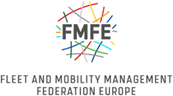 FMFE
FLEET AND MOBILITY MANAGEMENT
FEDERATION EUROPE